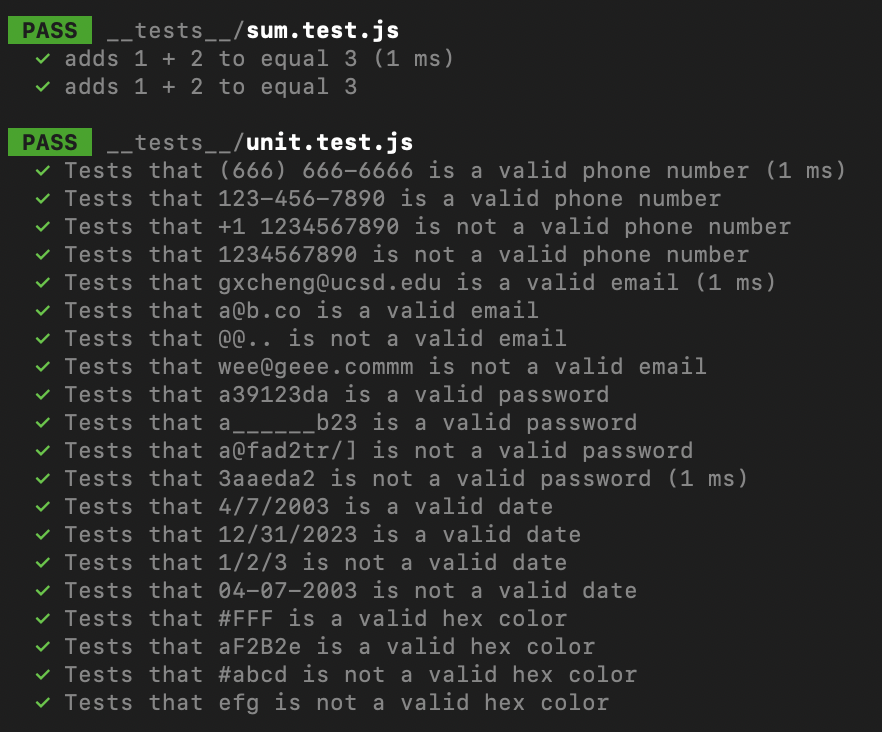 PASS __tests__/sum.test.js
✓ adds 1 + 2 to equal 3 (1 ms)
✓ adds 1 + 2 to equal 3
PASS __tests__/unit.test.js
✓ Tests that (666) 666-6666 is a valid phone number (1 ms)
✓ Tests that 123-456-7890 is a valid phone number
✓ Tests that +1 1234567890 is not a valid phone number
✓ Tests that 1234567890 is not a valid phone number
✓ Tests that gxcheng@ucsd.edu is a valid email (1 ms)
✓ Tests that a@b.co is a valid email
✓ Tests that @@.. is not a valid email
✓ Tests that wee@geee.commm is not a valid email
✓ Tests that a39123da is a valid password
✓ Tests that a______b23 is a valid password
✓ Tests that a@fad2tr/] is not a valid password
✓ Tests that 3aaeda2 is not a valid password (1 ms)
✓ Tests that 4/7/2003 is a valid date
✓ Tests that 12/31/2023 is a valid date
✓ Tests that 1/2/3 is not a valid date
✓ Tests that 04-07-2003 is not a valid date
✓ Tests that #FFF is a valid hex color
✓ Tests that aF2B2e is a valid hex color
✓ Tests that #abcd is not a valid hex color
✓ Tests that efg is not a valid hex color